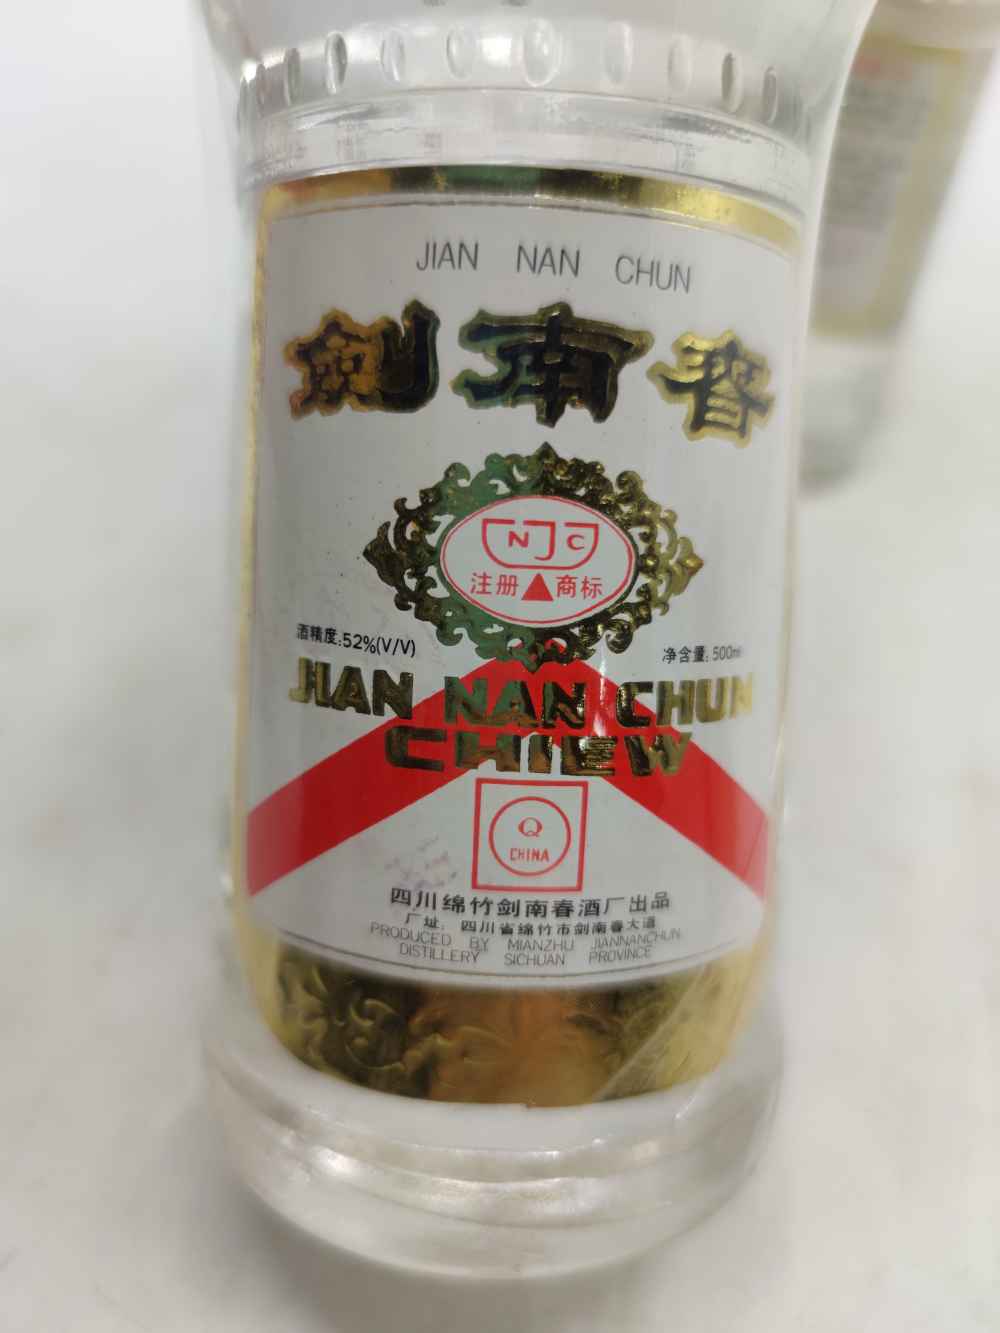 JIAN NAN CHUN
劍南春
NJC
注册 商标
酒精度:52%(V/V)
净含量:500ml
JIAN NAN CHUN
CHIEW
Q
CHINA
四川绵竹剑南春酒厂出品
厂址:四川省绵竹市剑南春大道
PRODUCED BY MIANZHU JIANNANCHUN
DISTILLERY SICHUAN PROVINCE